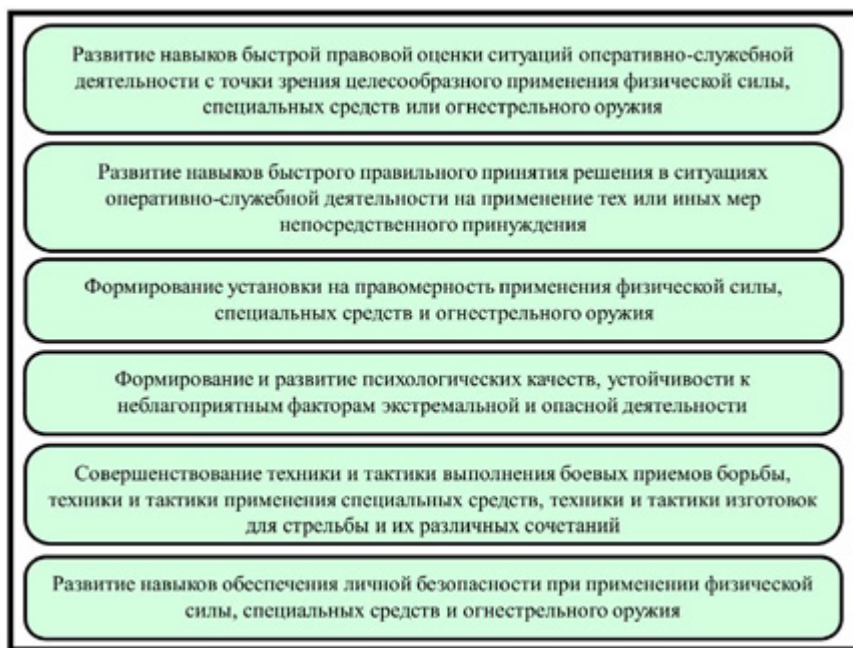 Развитие навыков быстрой правовой оценки ситуаций оперативно-служебной
деятельности с точки зрения целесообразного применения физической силы,
специальных средств или огнестрельного оружия
Развитие навыков быстрого правильного принятия решения в ситуациях
оперативно-служебной деятельности на применение тех или иных мер
непосредственного принуждения
Формирование установки на правомерность применения физической силы,
специальных средств и огнестрельного оружия
Формирование и развитие психологических качеств, устойчивости к
неблагоприятным факторам экстремальной и опасной деятельности
Совершенствование техники и тактики выполнения боевых приемов борьбы,
техники и тактики применения специальных средств, техники и тактики изготовок
для стрельбы и их различных сочетаний
Развитие навыков обеспечения личной безопасности при применении физической
силы, специальных средств и огнестрельного оружия